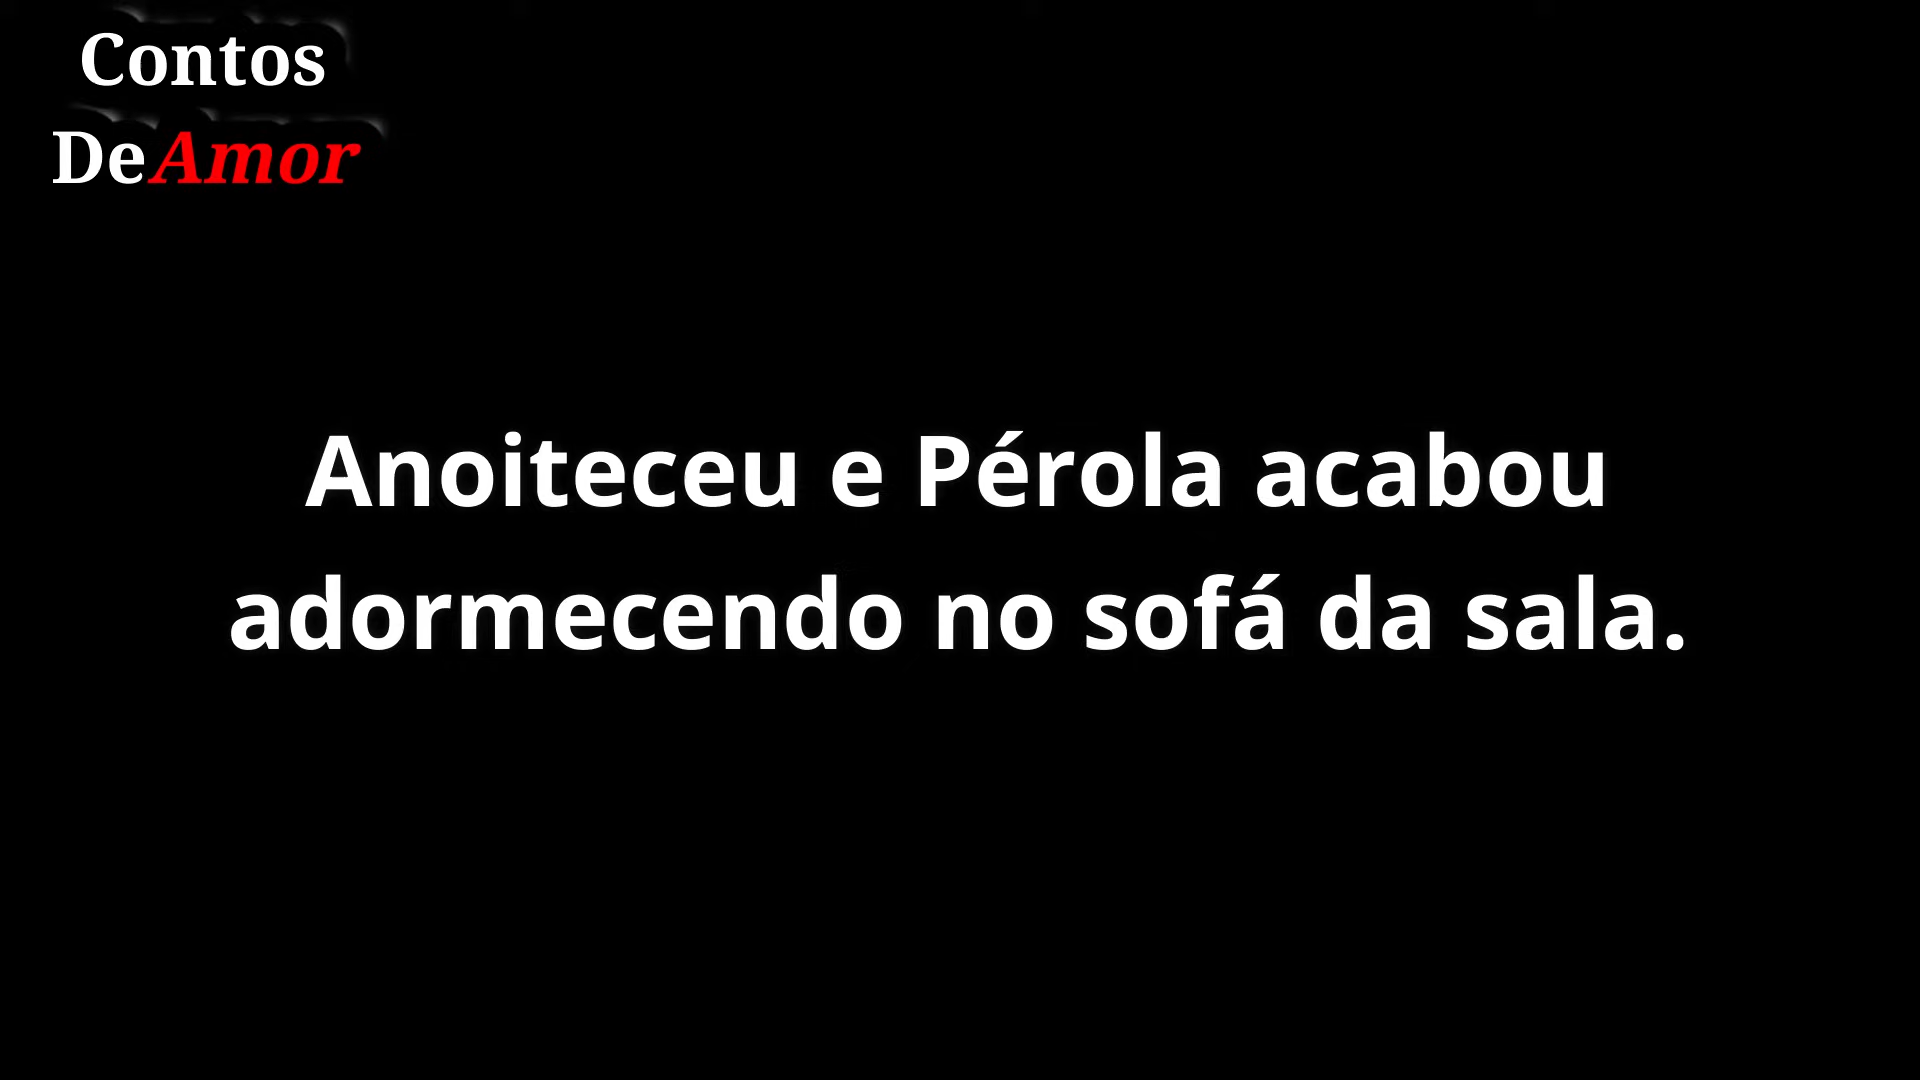 Contos
DeAmor
Anoiteceu e Pérola acabou
adormecendo no sofá da sala.